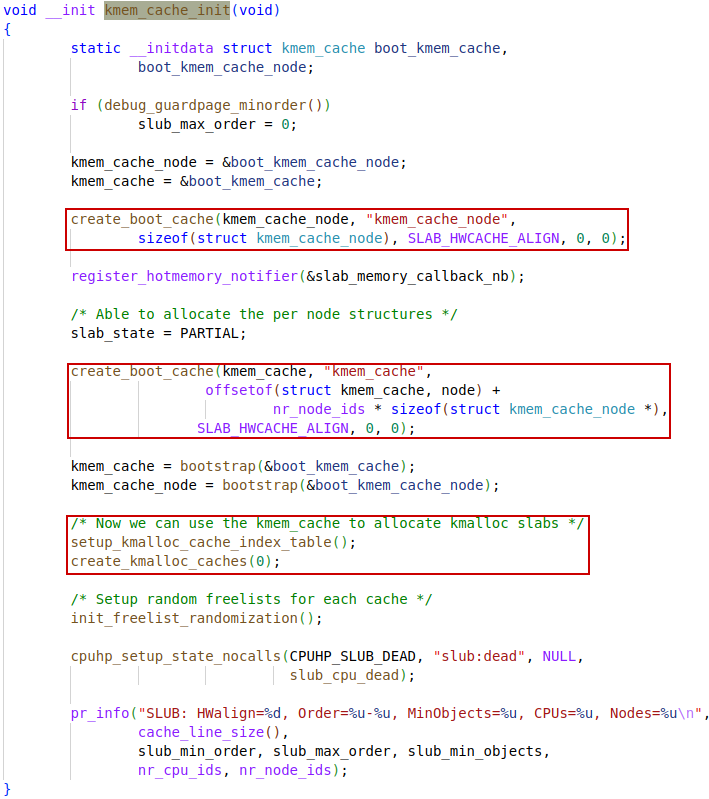 void __init kmem_cache_init(void)
{
        static __initdata struct kmem_cache boot_kmem_cache,
                boot_kmem_cache_node;
        if (debug_guardpage_minorder())
                slub_max_order = 0;
        kmem_cache_node = &boot_kmem_cache_node;
        kmem_cache = &boot_kmem_cache;
        create_boot_cache(kmem_cache_node, "kmem_cache_node",
                sizeof(struct kmem_cache_node), SLAB_HWCACHE_ALIGN, 0, 0);
        register_hotmemory_notifier(&slab_memory_callback_nb);
        /* Able to allocate the per node structures */
        slab_state = PARTIAL;
        create_boot_cache(kmem_cache, "kmem_cache",
                        offsetof(struct kmem_cache, node) +
                                nr_node_ids * sizeof(struct kmem_cache_node *),
                       SLAB_HWCACHE_ALIGN, 0, 0);
        kmem_cache = bootstrap(&boot_kmem_cache);
        kmem_cache_node = bootstrap(&boot_kmem_cache_node);
        /* Now we can use the kmem_cache to allocate kmalloc slabs */
        setup_kmalloc_cache_index_table();
        create_kmalloc_caches(0);
        /* Setup random freelists for each cache */
        init_freelist_randomization();
        cpuhp_setup_state_nocalls(CPUHP_SLUB_DEAD, "slub:dead", NULL,
                                  slub_cpu_dead);
        pr_info("SLUB: HWalign=%d, Order=%u-%u, MinObjects=%u, CPUs=%u, Nodes=%u\n",
                cache_line_size(),
                slub_min_order, slub_max_order, slub_min_objects,
                nr_cpu_ids, nr_node_ids);
}